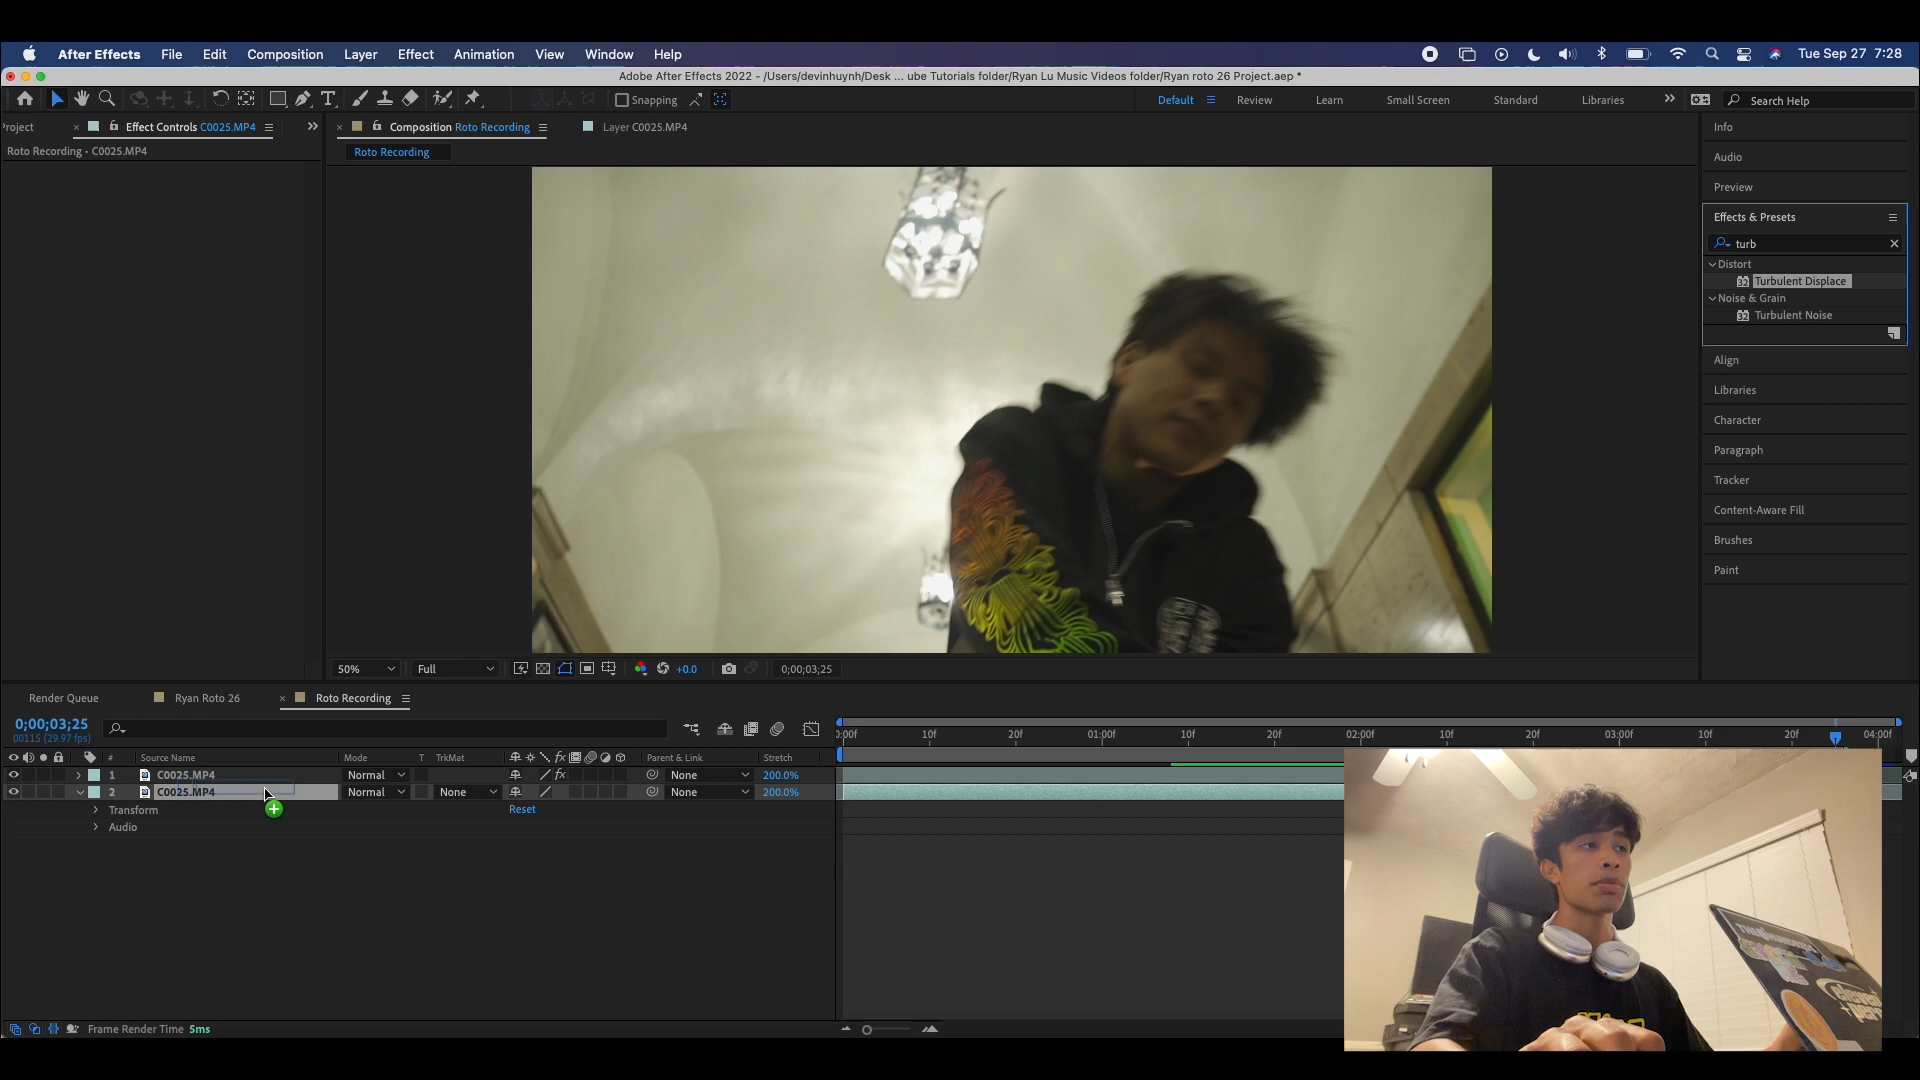 After Effects File Edit Composition Layer Effect Animation View Window Help
Tue Sep 27 7:28
Adobe After Effects 2022 - /Users/devinhuynh/Desk ... ube Tutorials folder/Ryan Lu Music Videos folder/Ryan roto 26 Project.aep *
Snapping
Default Review Learn Small Screen Standard Libraries
Search Help
roject
Effect Controls C0025.MP4
Composition Roto Recording
Layer C0025.MP4
Roto Recording • C0025.MP4
Roto Recording
Info
Audio
Preview
Effects & Presets
turb
Distort
32 Turbulent Displace
Noise & Grain
32 Turbulent Noise
Align
Libraries
Character
Paragraph
Tracker
Content-Aware Fill
Brushes
Paint
50% Full +0.0 0;00;03;25
Render Queue Ryan Roto 26 Roto Recording
0;00;03;25
00115 (29.97 fps)
:00f 10f 20f 01:00f 10f 20f 02:00f 10f 20f 03:00f 10f 20f 04:00f
# Source Name Mode T TrkMat Parent & Link Stretch
1 C0025.MP4 Normal None 200.0%
2 C0025.MP4 Normal None None 200.0%
Transform Reset
Audio
Frame Render Time 5ms